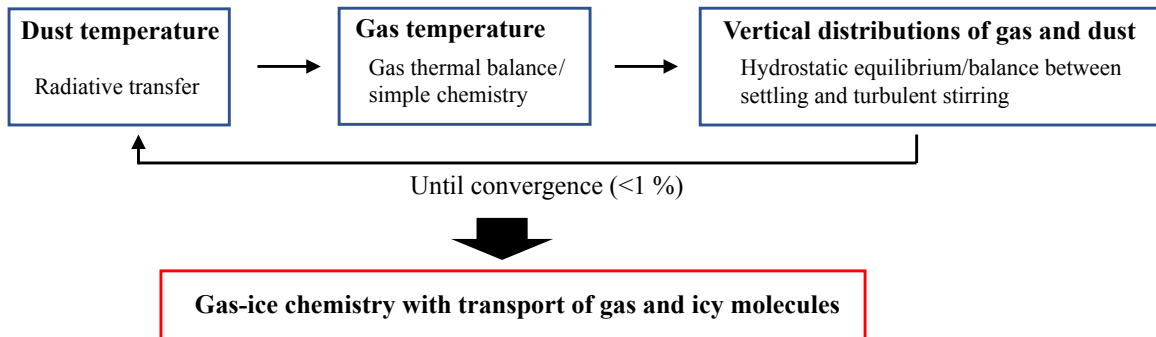 Dust temperature
Radiative transfer
Gas temperature
Gas thermal balance/
simple chemistry
Vertical distributions of gas and dust
Hydrostatic equilibrium/balance between
settling and turbulent stirring
Until convergence (<1 %)
Gas-ice chemistry with transport of gas and icy molecules